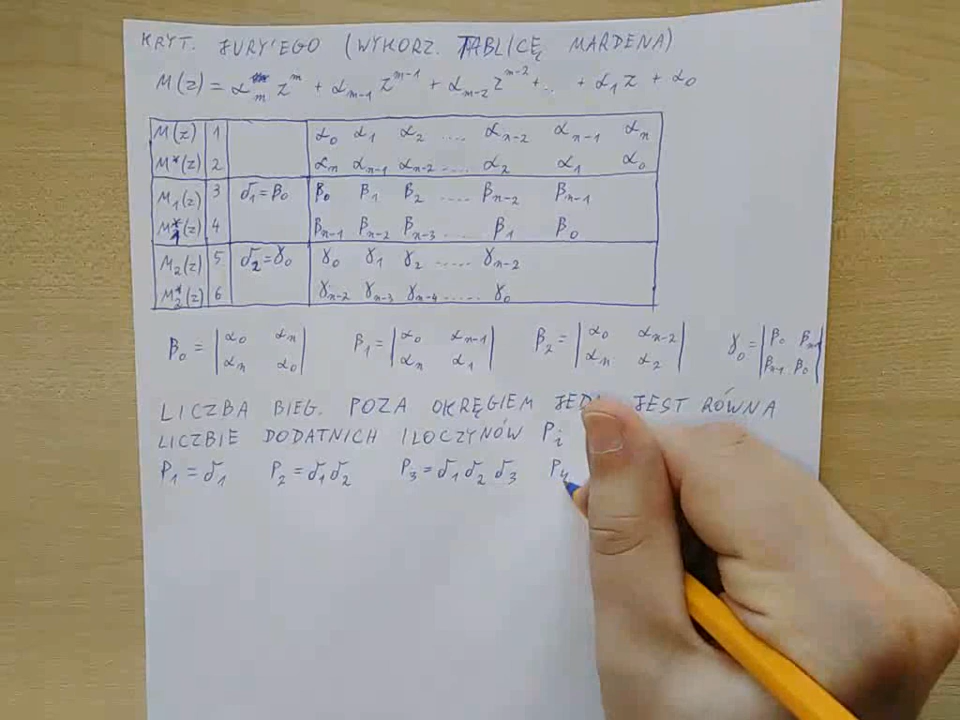 KRYT. JURY'EGO (WYKORZ. TABLICĘ MARDENA)
M(z) = α_m z^m + α_{m-1} z^{m-1} + α_{m-2} z^{m-2} + .. + α_1 z + α_0
M(z) 1 α_0 α_1 α_2 .... α_{n-2} α_{n-1} α_n
M*(z) 2 α_n α_{n-1} α_{n-2} .... α_2 α_1 α_0
M_1(z) 3 δ_1=β_0 β_0 β_1 β_2 .... β_{n-2} β_{n-1}
M*_1(z) 4 β_{n-1} β_{n-2} β_{n-3} .... β_1 β_0
M_2(z) 5 δ_2=γ_0 γ_0 γ_1 γ_2 ..... γ_{n-2}
M*_2(z) 6 γ_{n-2} γ_{n-3} γ_{n-4} ..... γ_0
β_0 = |α_0 α_n| β_1 = |α_0 α_{n-1}| β_2 = |α_0 α_{n-2}| γ_0 = |β_0 β_{n-1}|
|α_n α_0| |α_n α_1| |α_n α_2| |β_{n-1} β_0|
LICZBA BIEG. POZA OKRĘGIEM JEDN. JEST RÓWNA
LICZBIE DODATNICH ILOCZYNÓW P_i
P_1 = δ_1 P_2 = δ_1 δ_2 P_3 = δ_1 δ_2 δ_3 P_4